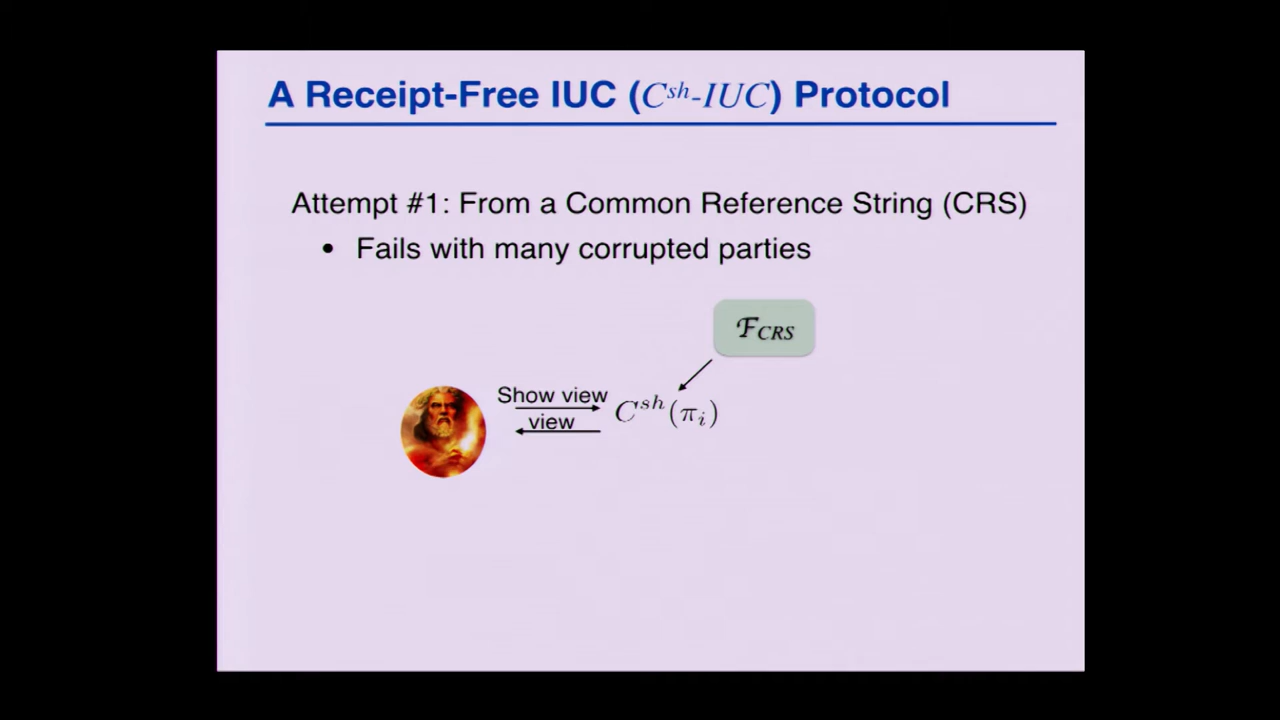 A Receipt-Free IUC (C^sh-IUC) Protocol
Attempt #1: From a Common Reference String (CRS)
• Fails with many corrupted parties
ℱ_CRS
Show view
C^sh(π_i)
view